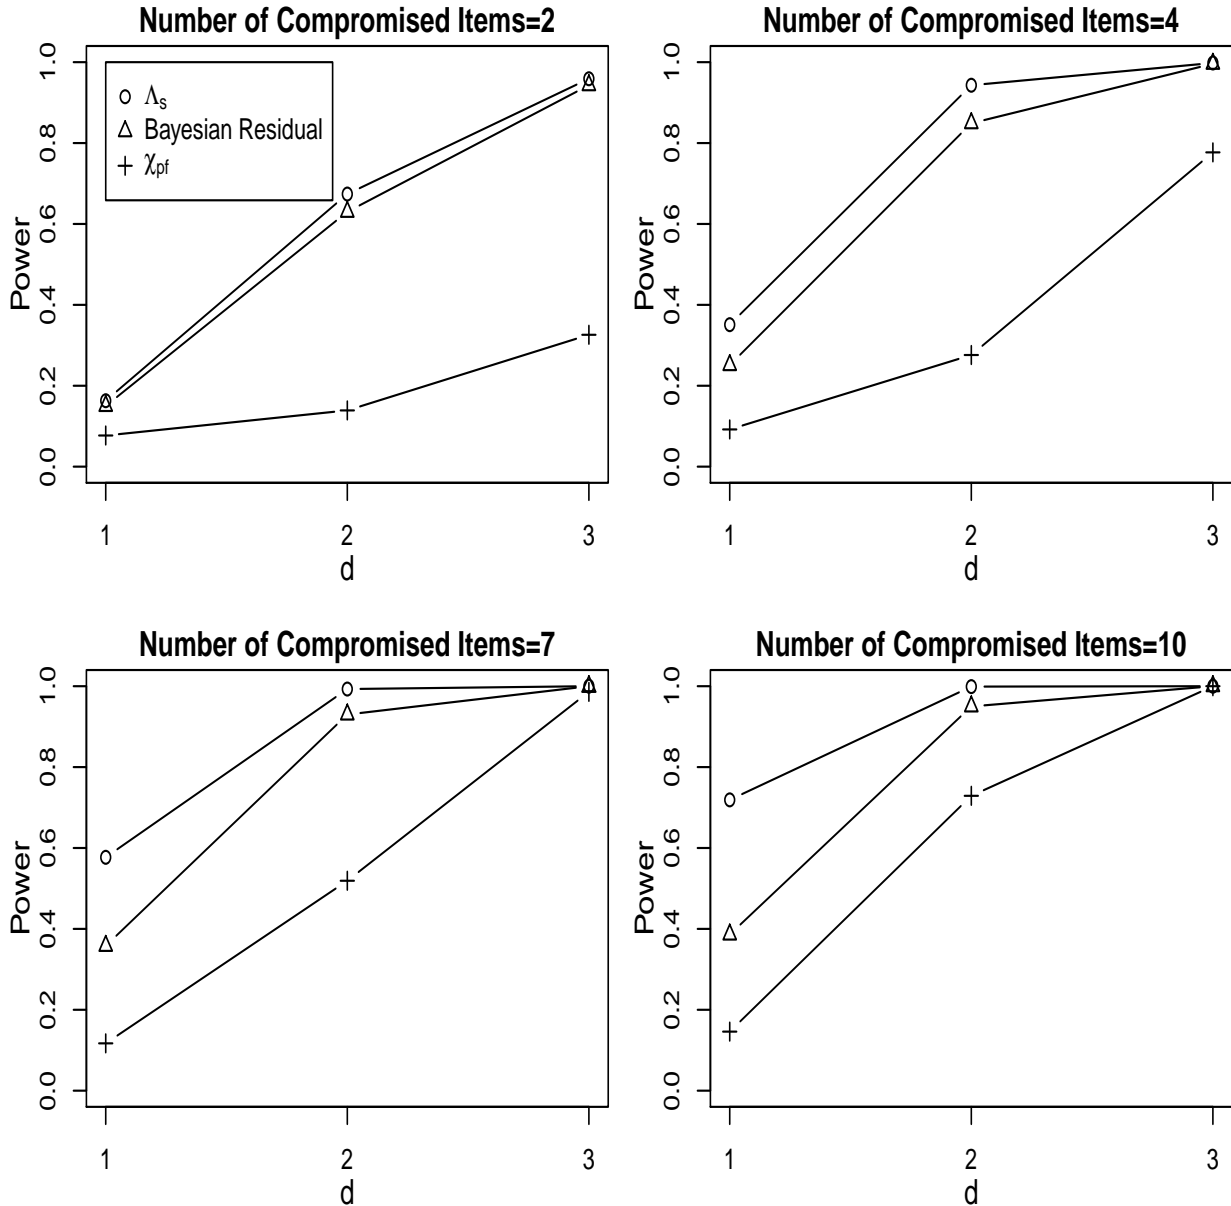 Number of Compromised Items=2
Power
0.0 0.2 0.4 0.6 0.8 1.0
Λs
Bayesian Residual
χpf
1 2 3
d
Number of Compromised Items=4
Power
0.0 0.2 0.4 0.6 0.8 1.0
1 2 3
d
Number of Compromised Items=7
Power
0.0 0.2 0.4 0.6 0.8 1.0
1 2 3
d
Number of Compromised Items=10
Power
0.0 0.2 0.4 0.6 0.8 1.0
1 2 3
d